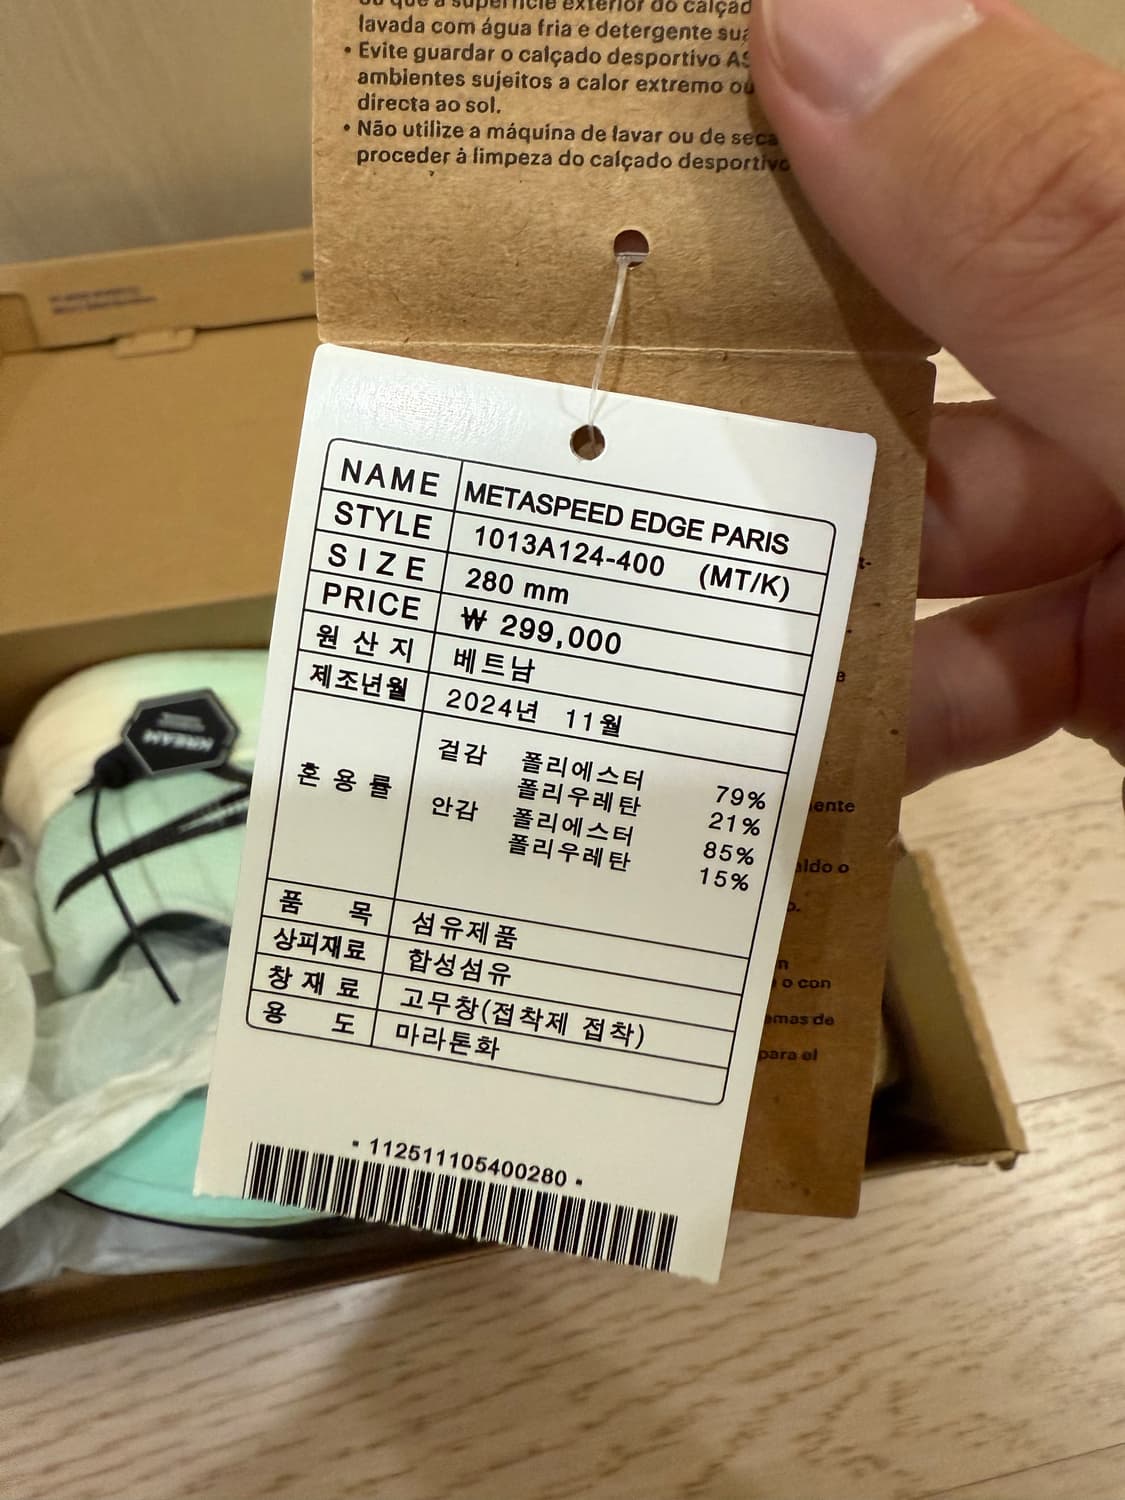 lavada com água fria e detergente
• Evite guardar o calçado desportivo
ambientes sujeitos a calor extremo ou
directa ao sol.
• Não utilize a máquina de lavar ou de
proceder à limpeza do calçado desportivo
NAME METASPEED EDGE PARIS
STYLE 1013A124-400 (MT/K)
SIZE 280 mm
PRICE ₩ 299,000
원산지 베트남
제조년월 2024년 11월
혼용률
겉감 폴리에스터 79%
폴리우레탄 21%
안감 폴리에스터 85%
폴리우레탄 15%
품목 섬유제품
상피재료 합성섬유
창재료 고무창(접착제 접착)
용도 마라톤화
• 112511105400280 •
KREAM
o con
para el